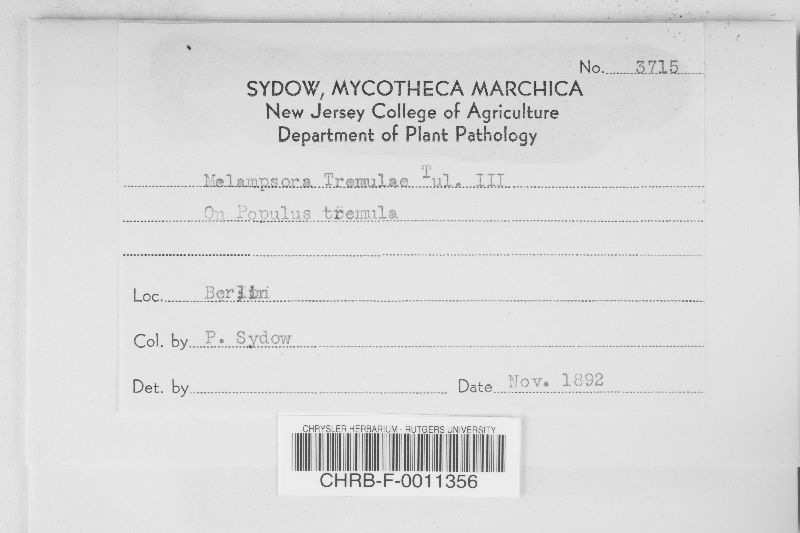 No. 3715
SYDOW, MYCOTHECA MARCHICA
New Jersey College of Agriculture
Department of Plant Pathology
Melampsora Tremulae Tul. III
On Populus tremula
Loc. Berlin
Col. by P. Sydow
Det. by
Date Nov. 1892
CHRYSLER HERBARIUM - RUTGERS UNIVERSITY
CHRB-F-0011356